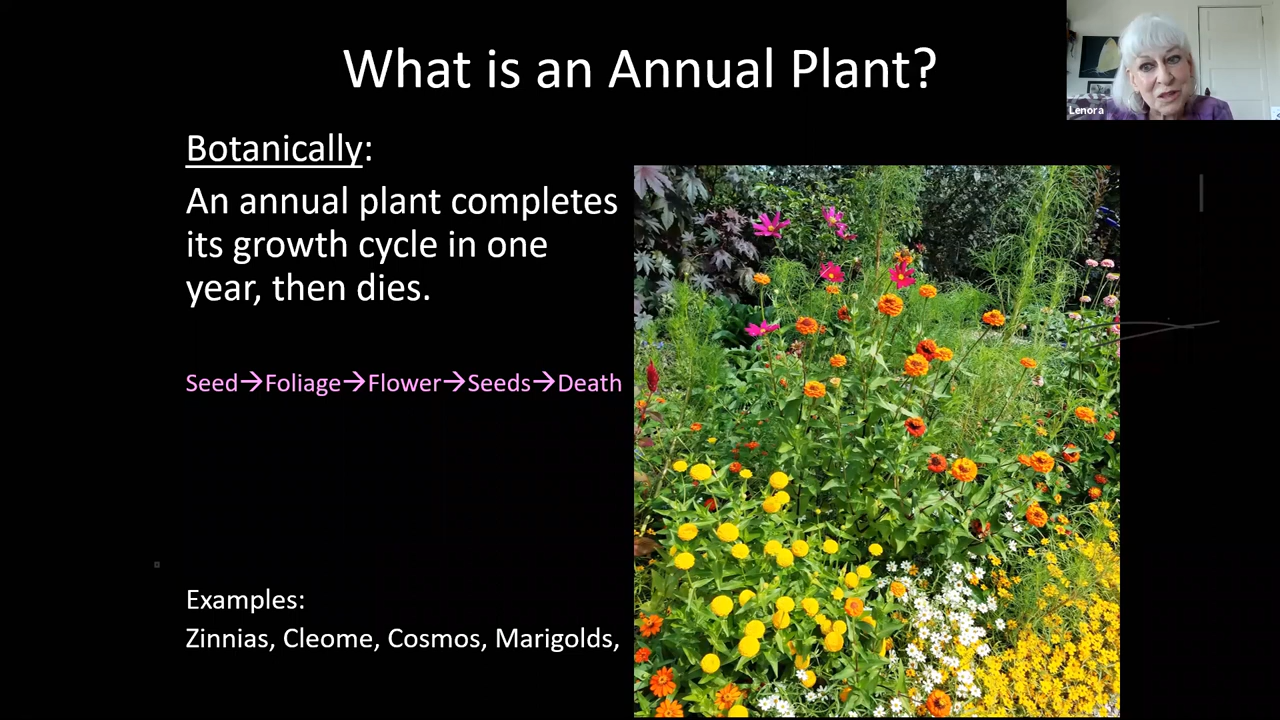 What is an Annual Plant?
Lenora
Botanically:
An annual plant completes
its growth cycle in one
year, then dies.
Seed→Foliage→Flower→Seeds→Death
Examples:
Zinnias, Cleome, Cosmos, Marigolds,